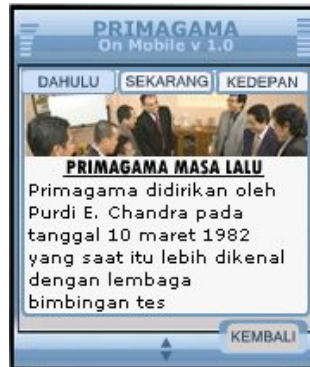 PRIMAGAMA
On Mobile v 1.0
DAHULU SEKARANG KEDEPAN
PRIMAGAMA MASA LALU
Primagama didirikan oleh
Purdi E. Chandra pada
tanggal 10 maret 1982
yang saat itu lebih dikenal
dengan lembaga
bimbingan tes
KEMBALI